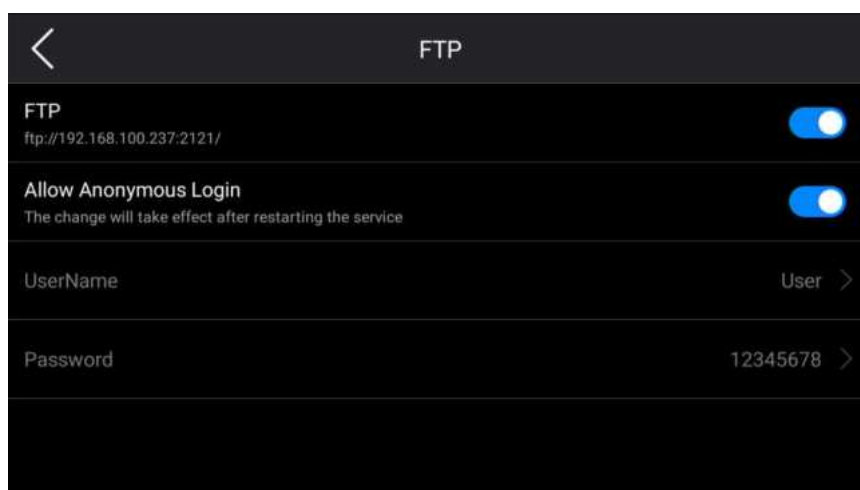 FTP
FTP
ftp://192.168.100.237:2121/
Allow Anonymous Login
The change will take effect after restarting the service
UserName User
Password 12345678